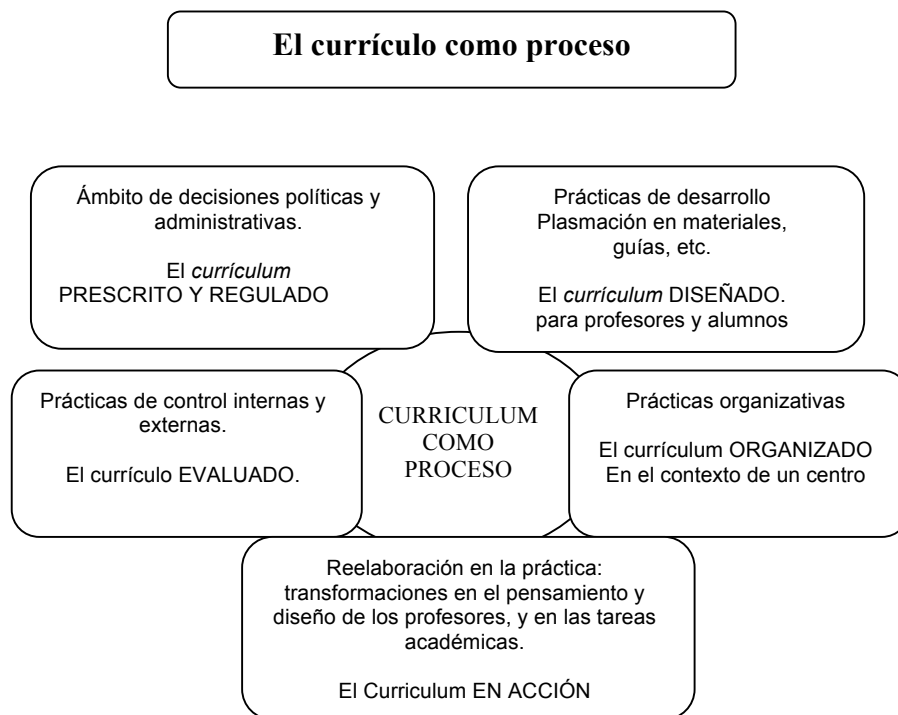 El currículo como proceso
Ámbito de decisiones políticas y
administrativas.
El currículum
PRESCRITO Y REGULADO
Prácticas de desarrollo
Plasmación en materiales,
guías, etc.
El currículum DISEÑADO.
para profesores y alumnos
Prácticas de control internas y
externas.
El currículo EVALUADO.
CURRICULUM
COMO
PROCESO
Prácticas organizativas
El currículum ORGANIZADO
En el contexto de un centro
Reelaboración en la práctica:
transformaciones en el pensamiento y
diseño de los profesores, y en las tareas
académicas.
El Curriculum EN ACCIÓN